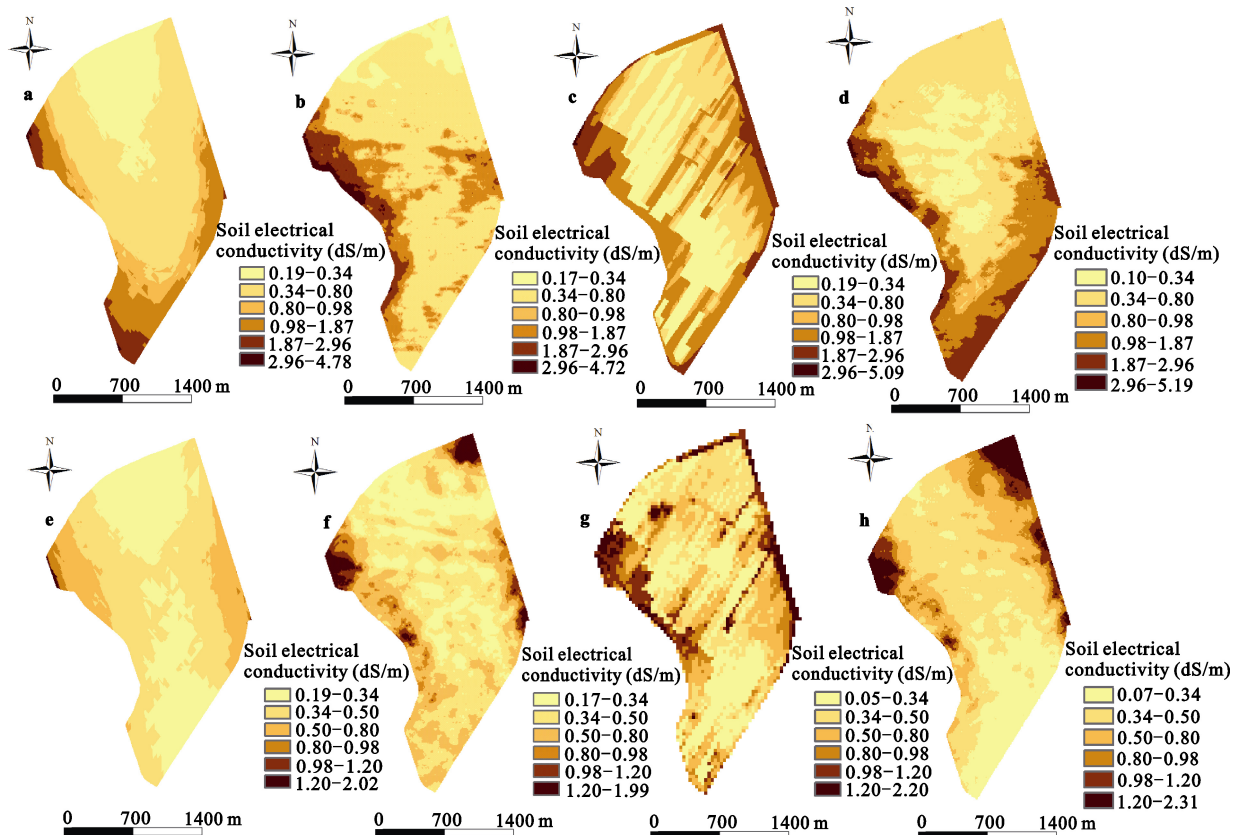 N
a
Soil electrical
conductivity (dS/m)
0.19−0.34
0.34−0.80
0.80−0.98
0.98−1.87
1.87−2.96
2.96−4.78
0 700 1400 m
N
b
Soil electrical
conductivity (dS/m)
0.17−0.34
0.34−0.80
0.80−0.98
0.98−1.87
1.87−2.96
2.96−4.72
0 700 1400 m
N
c
Soil electrical
conductivity (dS/m)
0.19−0.34
0.34−0.80
0.80−0.98
0.98−1.87
1.87−2.96
2.96−5.09
0 700 1400 m
N
d
Soil electrical
conductivity (dS/m)
0.10−0.34
0.34−0.80
0.80−0.98
0.98−1.87
1.87−2.96
2.96−5.19
0 700 1400 m
N
e
Soil electrical
conductivity (dS/m)
0.19−0.34
0.34−0.50
0.50−0.80
0.80−0.98
0.98−1.20
1.20−2.02
0 700 1400 m
N
f
Soil electrical
conductivity (dS/m)
0.17−0.34
0.34−0.50
0.50−0.80
0.80−0.98
0.98−1.20
1.20−1.99
0 700 1400 m
N
g
Soil electrical
conductivity (dS/m)
0.05−0.34
0.34−0.50
0.50−0.80
0.80−0.98
0.98−1.20
1.20−2.20
0 700 1400 m
N
h
Soil electrical
conductivity (dS/m)
0.07−0.34
0.34−0.50
0.50−0.80
0.80−0.98
0.98−1.20
1.20−2.31
0 700 1400 m